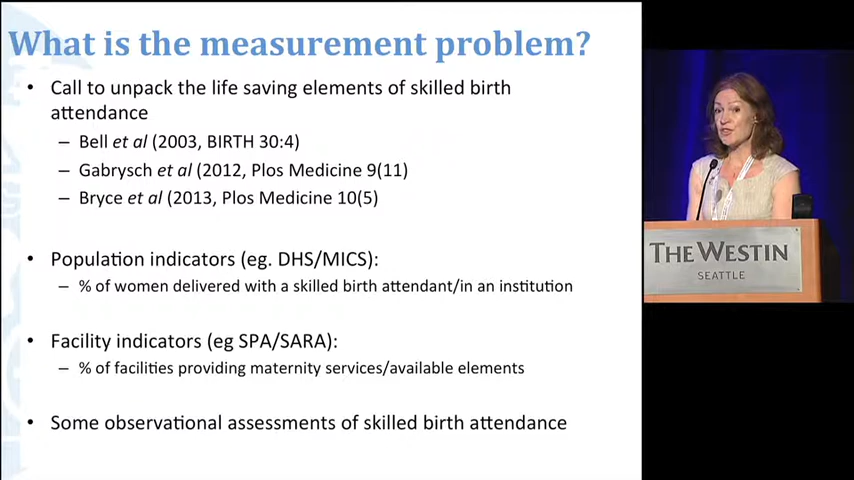 What is the measurement problem?
• Call to unpack the life saving elements of skilled birth
attendance
– Bell et al (2003, BIRTH 30:4)
– Gabrysch et al (2012, Plos Medicine 9(11)
– Bryce et al (2013, Plos Medicine 10(5)
• Population indicators (eg. DHS/MICS):
– % of women delivered with a skilled birth attendant/in an institution
• Facility indicators (eg SPA/SARA):
– % of facilities providing maternity services/available elements
• Some observational assessments of skilled birth attendance
THE WESTIN
SEATTLE